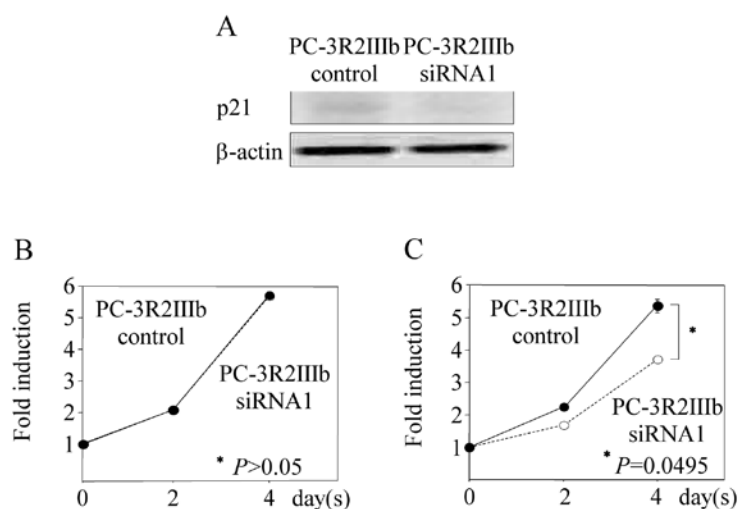 A
PC-3R2IIIb PC-3R2IIIb
control siRNA1
p21
β-actin
B
Fold induction
6
5
4
3
2
1
PC-3R2IIIb
control
PC-3R2IIIb
siRNA1
* P>0.05
0 2 4 day(s)
C
Fold induction
6
5
4
3
2
1
PC-3R2IIIb
control
*
PC-3R2IIIb
siRNA1
* P=0.0495
0 2 4 day(s)